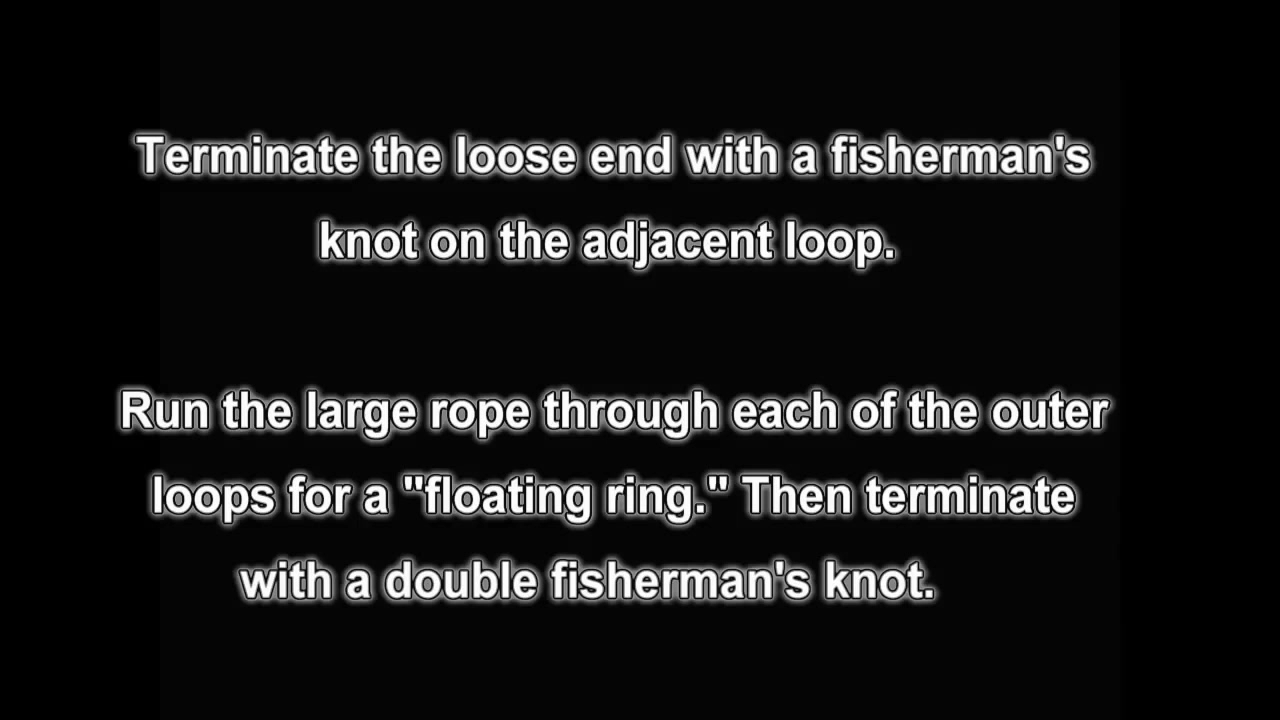 Terminate the loose end with a fisherman's
knot on the adjacent loop.
Run the large rope through each of the outer
loops for a "floating ring." Then terminate
with a double fisherman's knot.